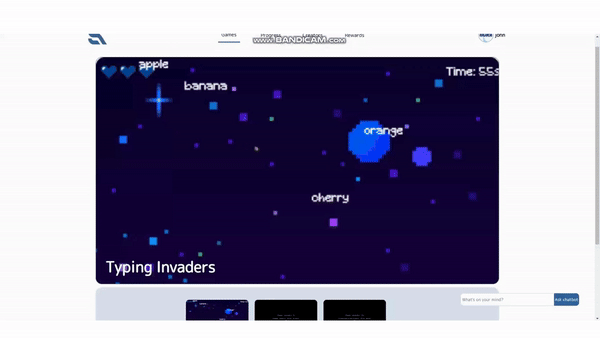 Games Progress Creators Rewards John
www.BANDICAM.com
apple
Time: 55s
banana
orange
cherry
Typing Invaders
What's on your mind?
Ask chatbot